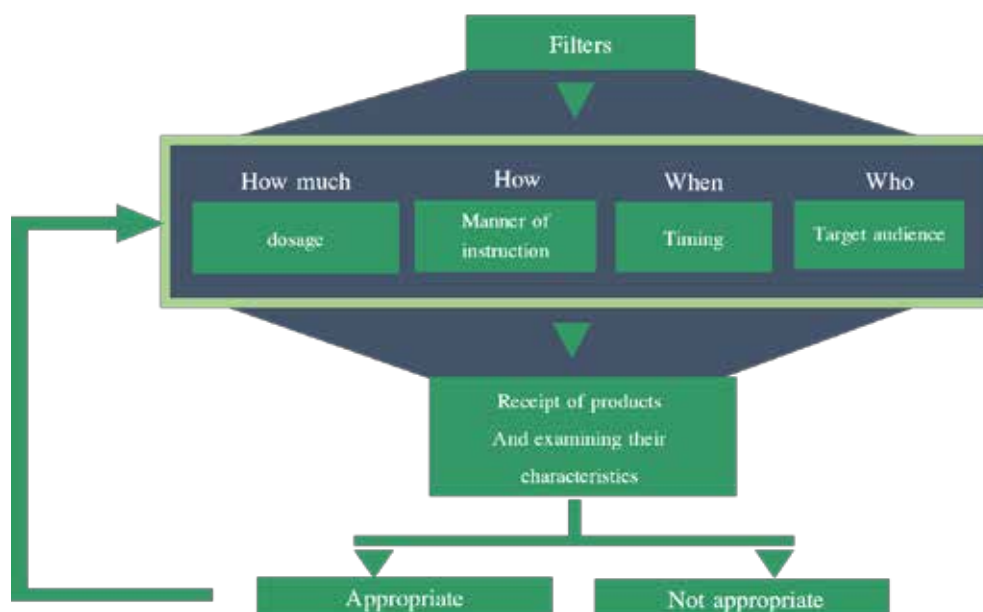 Filters
How much
How
When
Who
dosage
Manner of
instruction
Timing
Target audience
Receipt of products
And examining their
characteristics
Appropriate
Not appropriate